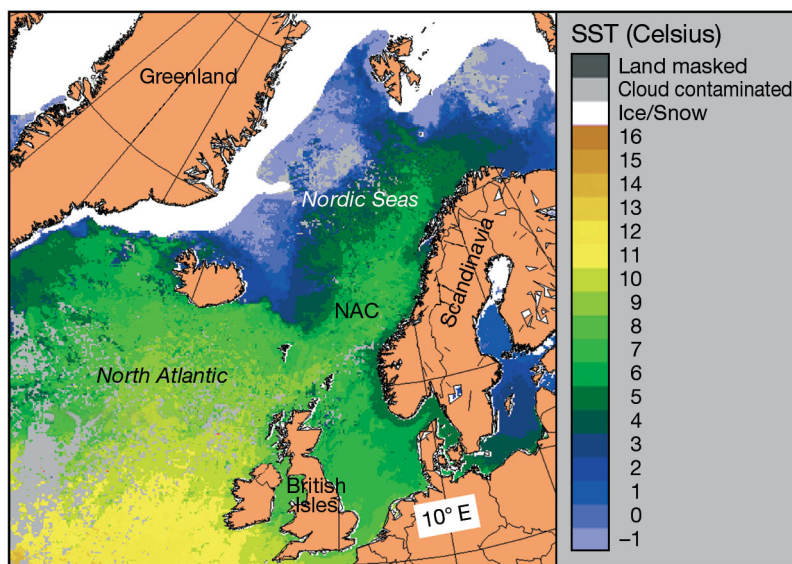 Greenland
Nordic Seas
Scandinavia
NAC
North Atlantic
British
Isles
10° E
SST (Celsius)
Land masked
Cloud contaminated
Ice/Snow
16
15
14
13
12
11
10
9
8
7
6
5
4
3
2
1
0
–1